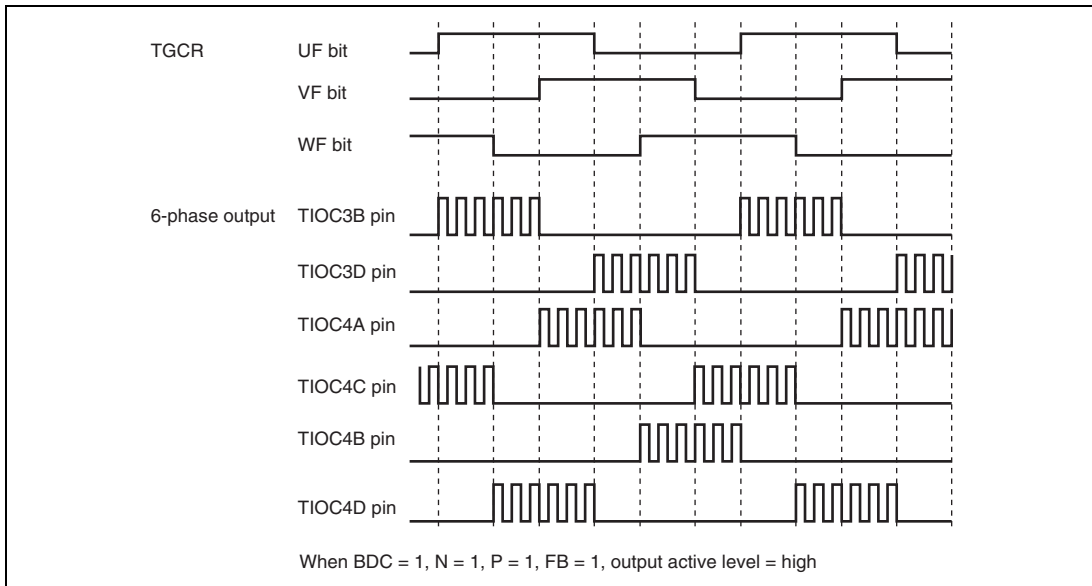 TGCR UF bit
VF bit
WF bit
6-phase output TIOC3B pin
TIOC3D pin
TIOC4A pin
TIOC4C pin
TIOC4B pin
TIOC4D pin
When BDC = 1, N = 1, P = 1, FB = 1, output active level = high